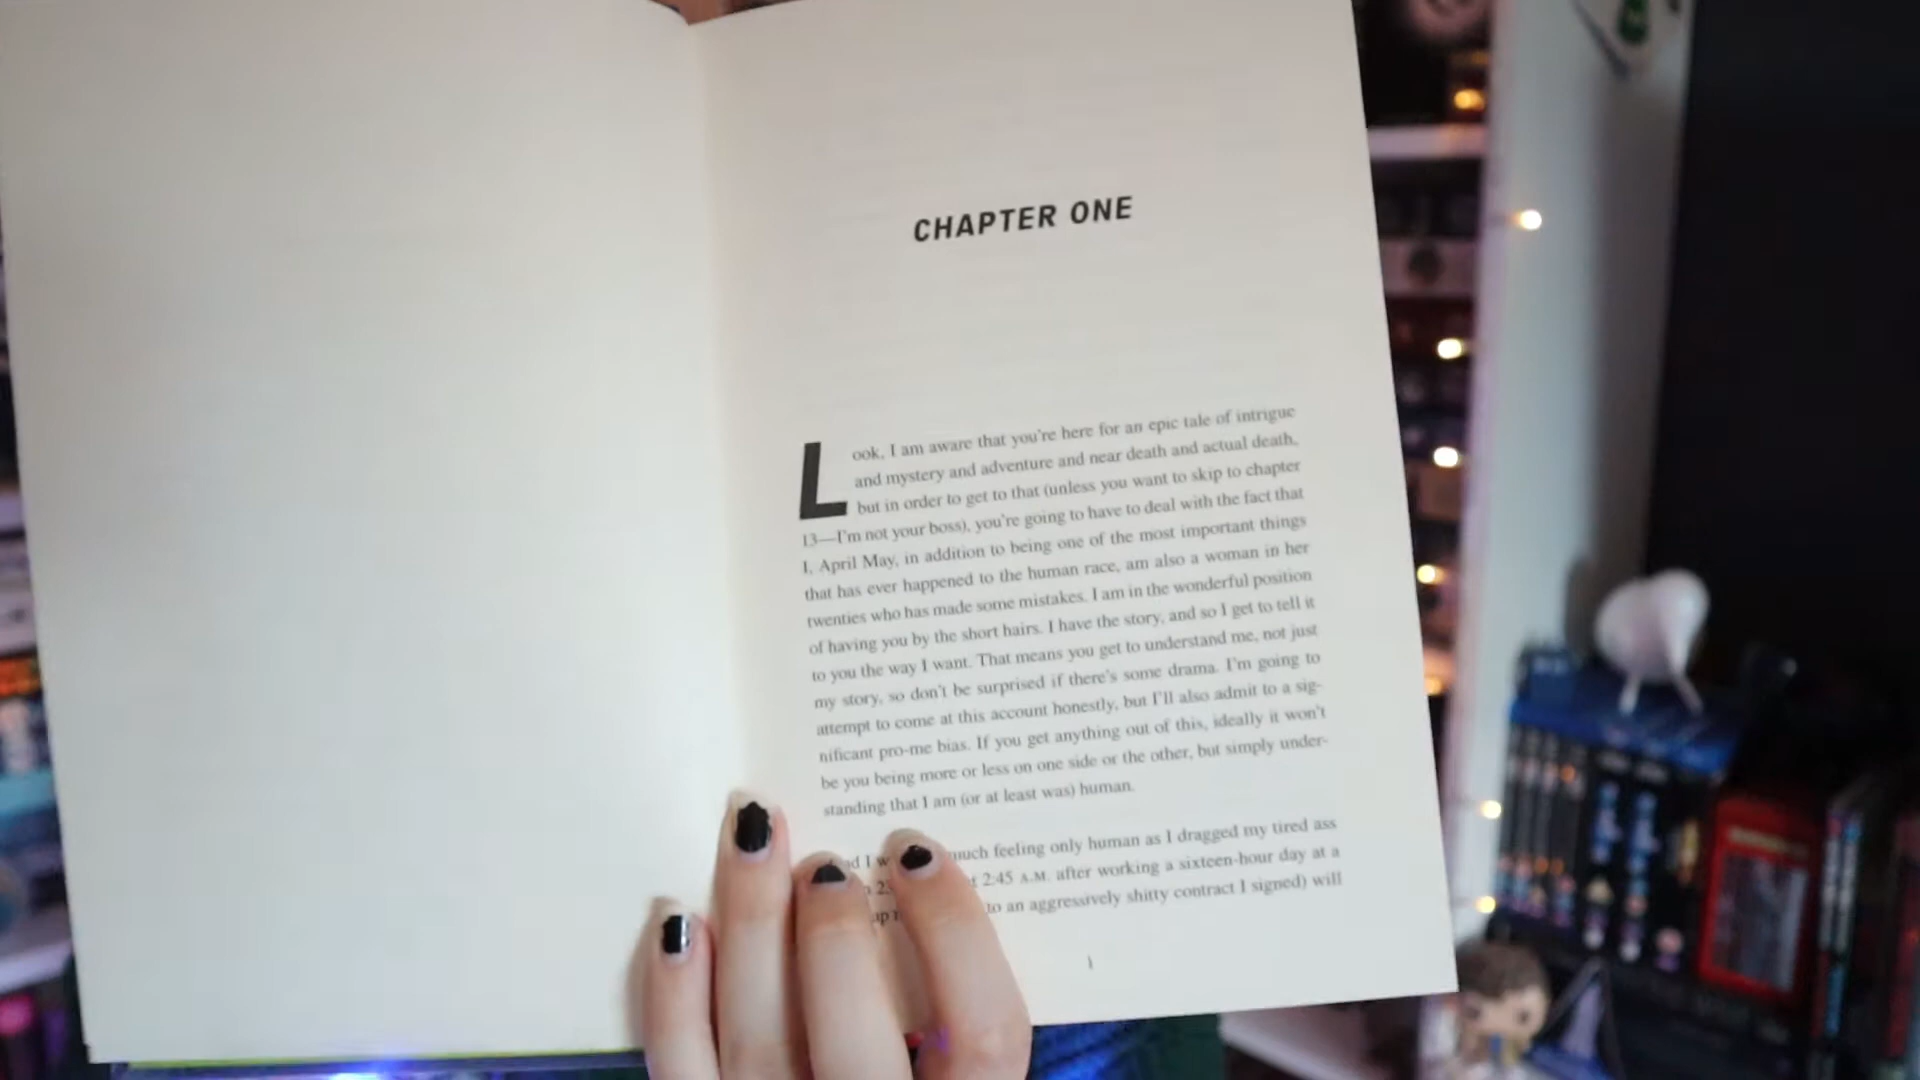 CHAPTER ONE
Look, I am aware that you're here for an epic tale of intrigue
and mystery and adventure and near death and actual death,
but in order to get to that (unless you want to skip to chapter
13—I'm not your boss), you're going to have to deal with the fact that
I, April May, in addition to being one of the most important things
that has ever happened to the human race, am also a woman in her
twenties who has made some mistakes. I am in the wonderful position
of having you by the short hairs. I have the story, and so I get to tell it
to you the way I want. That means you get to understand me, not just
my story, so don't be surprised if there's some drama. I'm going to
attempt to come at this account honestly, but I'll also admit to a sig-
nificant pro-me bias. If you get anything out of this, ideally it won't
be you being more or less on one side or the other, but simply under-
standing that I am (or at least was) human.
much feeling only human as I dragged my tired ass
2:45 A.M. after working a sixteen-hour day at a
to an aggressively shitty contract I signed) will
1